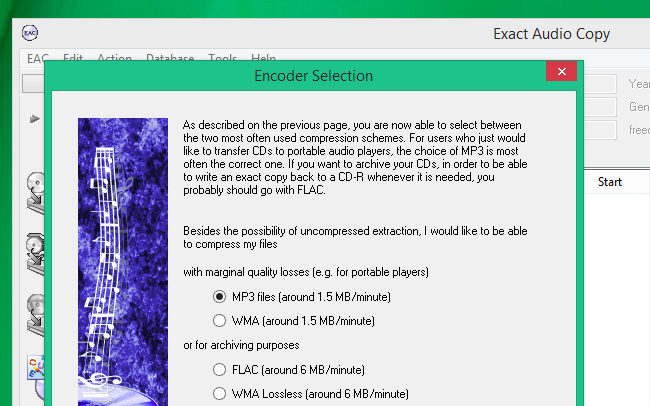 EAC
Exact Audio Copy
EAC Edit Action Database Tools Help
Encoder Selection
Year
Gen
freed
Start
As described on the previous page, you are now able to select between
the two most often used compression schemes. For users who just would
like to transfer CDs to portable audio players, the choice of MP3 is most
often the correct one. If you want to archive your CDs, in order to be able
to write an exact copy back to a CD-R whenever it is needed, you
probably should go with FLAC.
Besides the possibility of uncompressed extraction, I would like to be able
to compress my files
with marginal quality losses (e.g. for portable players)
MP3 files (around 1.5 MB/minute)
WMA (around 1.5 MB/minute)
or for archiving purposes
FLAC (around 6 MB/minute)
WMA Lossless (around 6 MB/minute)